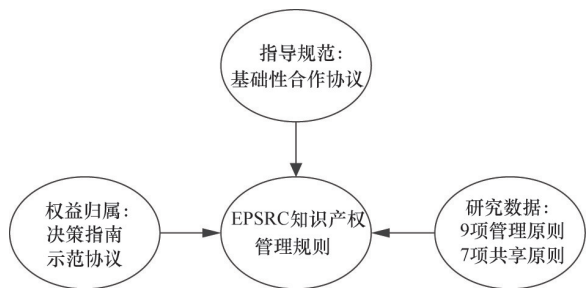 指导规范:
基础性合作协议
权益归属:
决策指南
示范协议
EPSRC知识产权
管理规则
研究数据:
9项管理原则
7项共享原则